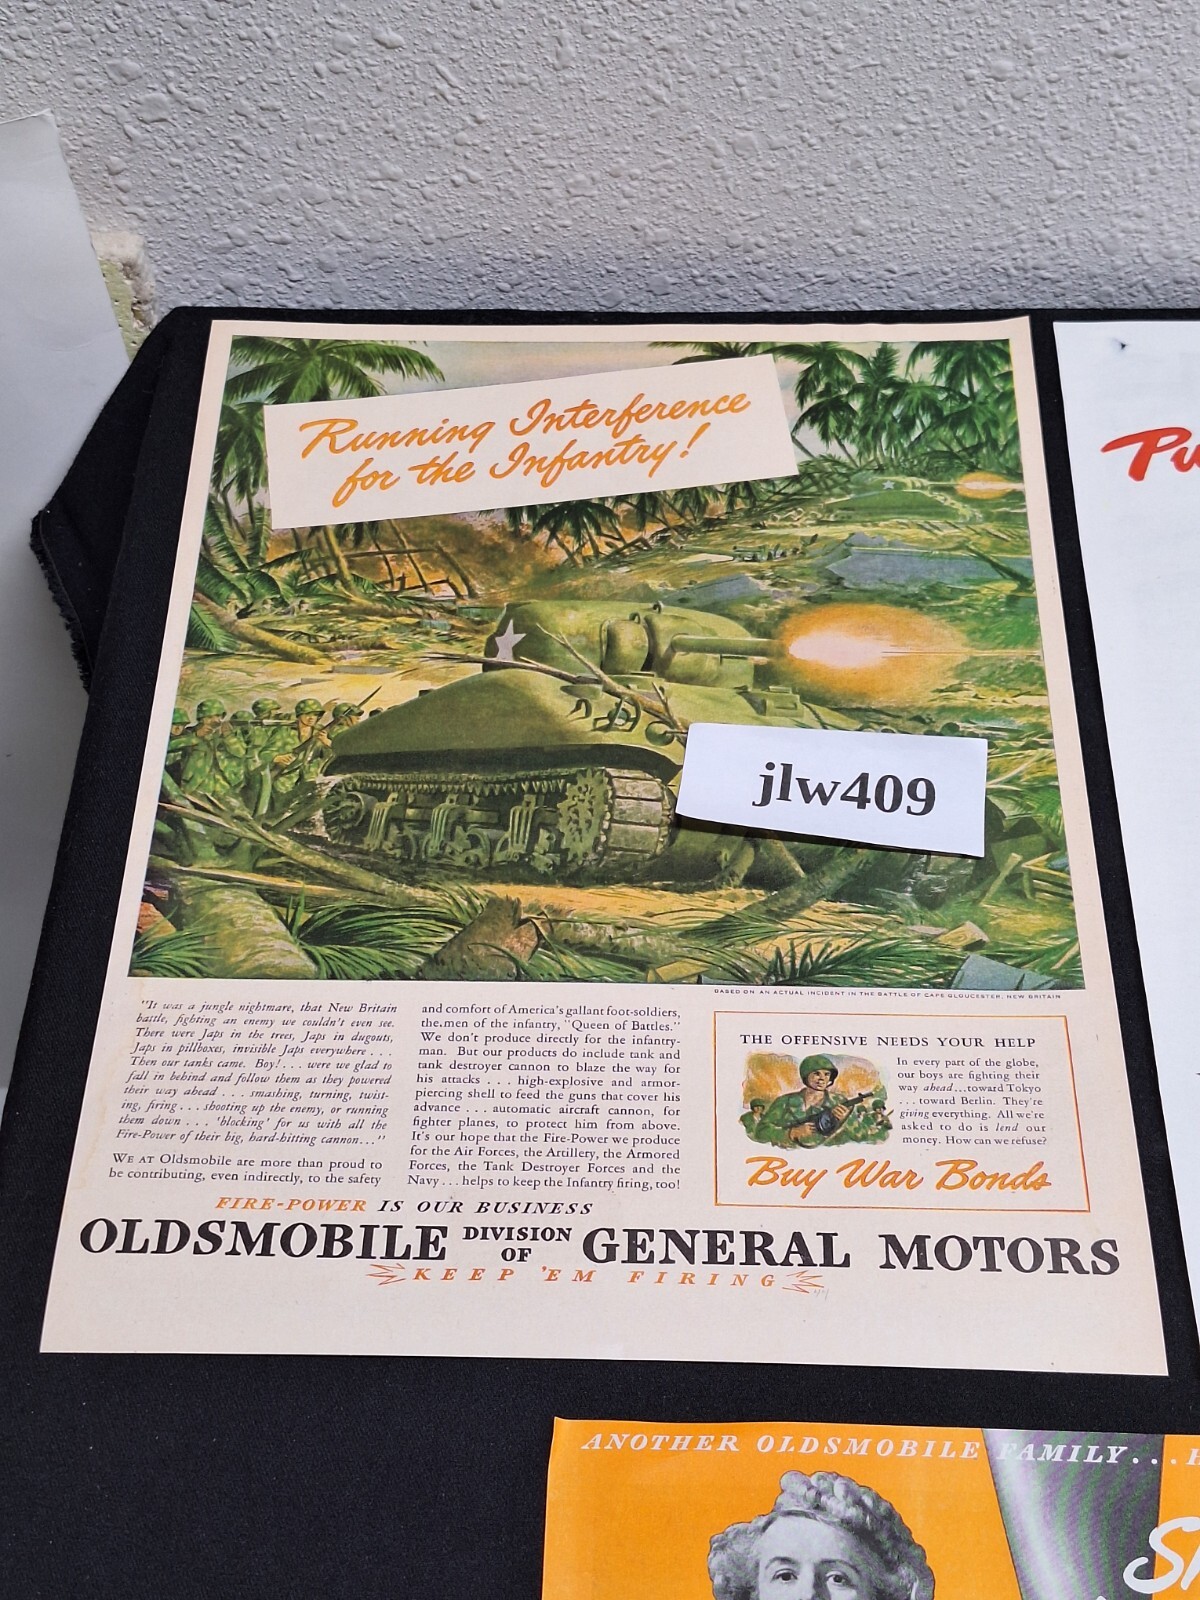 Running Interference
for the Infantry!
Pu
jlw409
BASED ON AN ACTUAL INCIDENT IN THE BATTLE OF CAPE GLOUCESTER, NEW BRITAIN
"It was a jungle nightmare, that New Britain
battle, fighting an enemy we couldn't even see.
There were Japs in the trees, Japs in dugouts,
Japs in pillboxes, invisible Japs everywhere . . .
Then our tanks came. Boy! . . . were we glad to
fall in behind and follow them as they powered
their way ahead . . . smashing, turning, twist-
ing, firing . . . shooting up the enemy, or running
them down . . . 'blocking' for us with all the
Fire-Power of their big, hard-hitting cannon..."
WE AT Oldsmobile are more than proud to
be contributing, even indirectly, to the safety
and comfort of America's gallant foot-soldiers,
the men of the infantry, "Queen of Battles."
We don't produce directly for the infantry-
man. But our products do include tank and
tank destroyer cannon to blaze the way for
his attacks . . . high-explosive and armor-
piercing shell to feed the guns that cover his
advance . . . automatic aircraft cannon, for
fighter planes, to protect him from above.
It's our hope that the Fire-Power we produce
for the Air Forces, the Artillery, the Armored
Forces, the Tank Destroyer Forces and the
Navy . . . helps to keep the Infantry firing, too!
THE OFFENSIVE NEEDS YOUR HELP
In every part of the globe,
our boys are fighting their
way ahead...toward Tokyo
. . . toward Berlin. They're
giving everything. All we're
asked to do is lend our
money. How can we refuse?
Buy War Bonds
FIRE-POWER IS OUR BUSINESS
OLDSMOBILE DIVISION OF GENERAL MOTORS
KEEP 'EM FIRING
ANOTHER OLDSMOBILE FAMILY . . . H